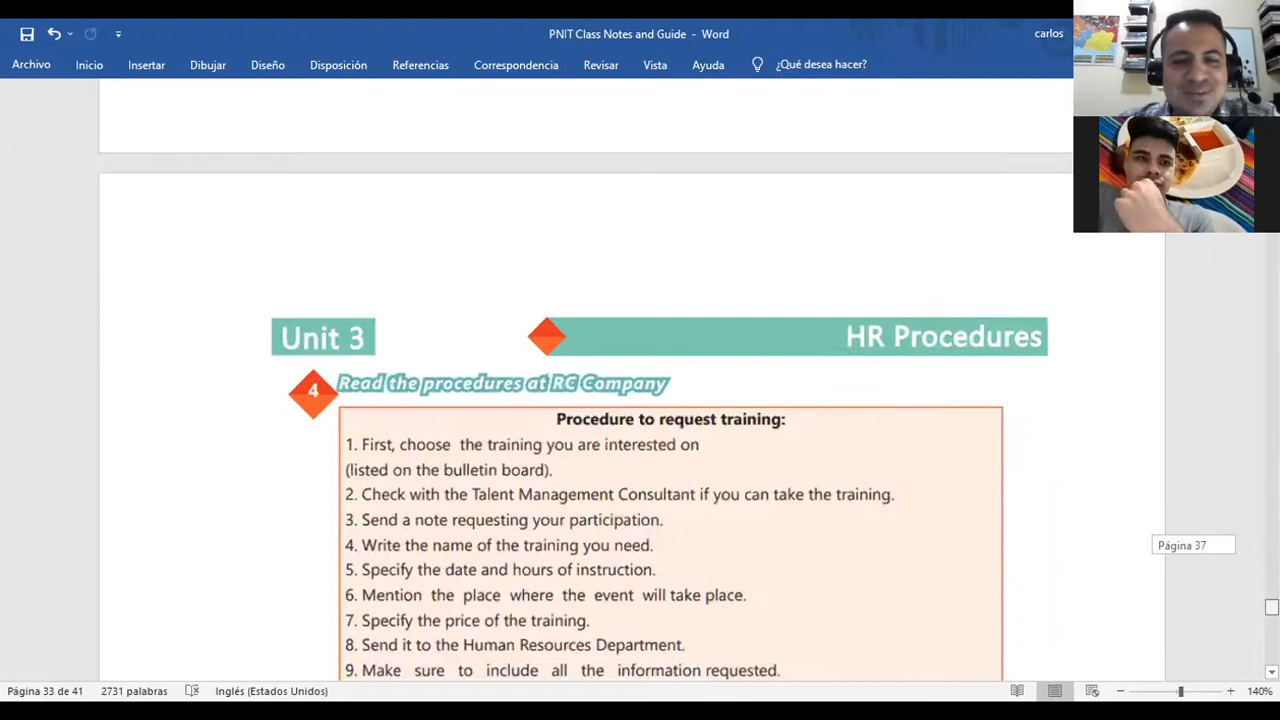 PNIT Class Notes and Guide - Word
carlos
Archivo Inicio Insertar Dibujar Diseño Disposición Referencias Correspondencia Revisar Vista Ayuda ¿Qué desea hacer?
Unit 3
HR Procedures
4 Read the procedures at RC Company
Procedure to request training:
1. First, choose the training you are interested on
(listed on the bulletin board).
2. Check with the Talent Management Consultant if you can take the training.
3. Send a note requesting your participation.
4. Write the name of the training you need.
5. Specify the date and hours of instruction.
6. Mention the place where the event will take place.
7. Specify the price of the training.
8. Send it to the Human Resources Department.
9. Make sure to include all the information requested.
Página 37
Página 33 de 41 2731 palabras Inglés (Estados Unidos) 140%